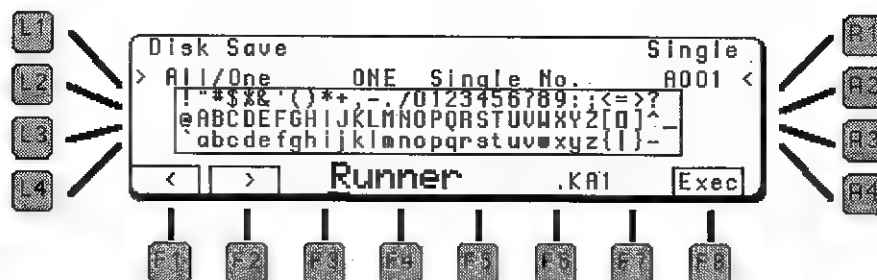 L1
R1
Disk Save Single
> All/One ONE Single No. A001 <
L2
R2
!"#$%&'()*+,-./0123456789:;<=>?
@ABCDEFGHIJKLMNOPQRSTUVWXYZ[▯]^_
L3
R3
`abcdefghijklmnopqrstuvwxyz{|}~
L4
R4
< > Runner .KA1 Exec
F1 F2 F3 F4 F5 F6 F7 F8